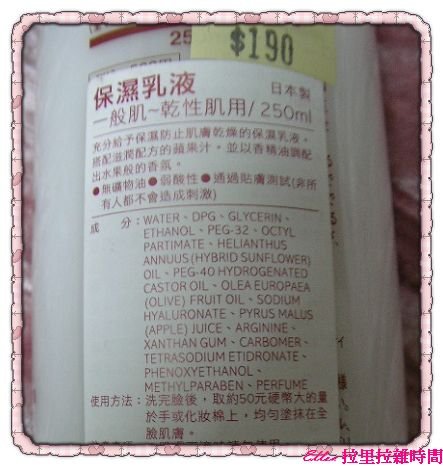 25
$190
保濕乳液
日本製
一般肌~乾性肌用/250ml
充分給予保濕防止肌膚乾燥的保濕乳液。
搭配滋潤配方的蘋果汁。並以香精油調配
出水果般的香氛。
●無礦物油●弱酸性●通過貼膚測試(非所
有人都不會造成刺激)
成 分:WATER、DPG、GLYCERIN、
ETHANOL、PEG-32、OCTYL
PARTIMATE、HELIANTHUS
ANNUUS (HYBRID SUNFLOWER)
OIL、PEG-40 HYDROGENATED
CASTOR OIL、OLEA EUROPAEA
(OLIVE) FRUIT OIL、SODIUM
HYALURONATE、PYRUS MALUS
(APPLE) JUICE、ARGININE、
XANTHAN GUM、CARBOMER、
TETRASODIUM ETIDRONATE、
PHENOXYETHANOL、
METHYLPARABEN、PERFUME
使用方法:洗完臉後,取約50元硬幣大的量
於手或化妝棉上,均勻塗抹在全
臉肌膚。
Ellen 拉里拉雜時間